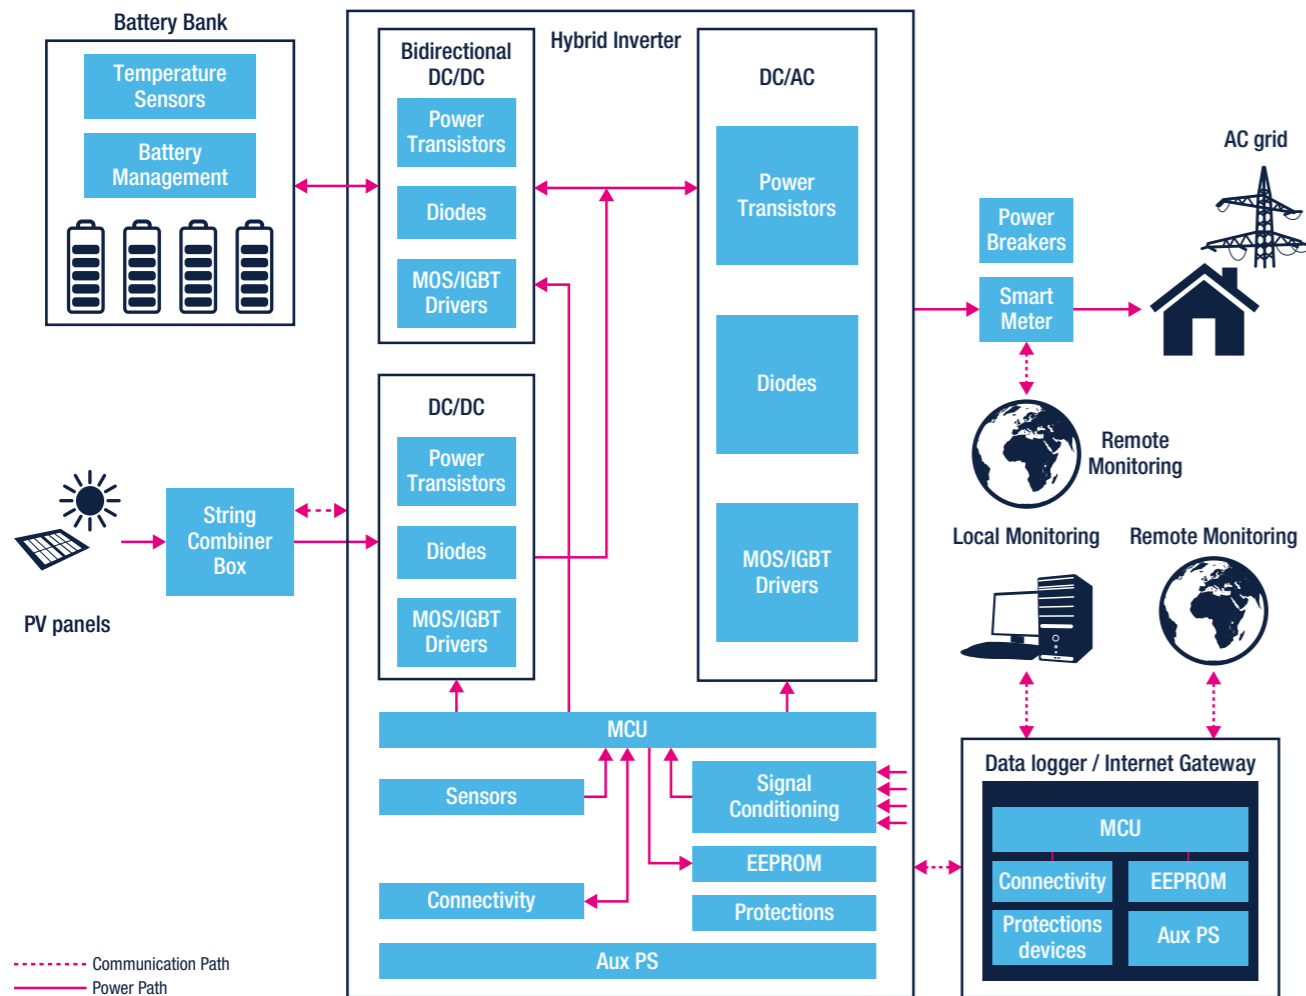 Battery Bank
Temperature
Sensors
Battery
Management
Hybrid Inverter
Bidirectional
DC/DC
Power
Transistors
Diodes
MOS/IGBT
Drivers
DC/AC
Power
Transistors
Diodes
MOS/IGBT
Drivers
AC grid
Power
Breakers
Smart
Meter
Remote
Monitoring
DC/DC
Power
Transistors
Diodes
MOS/IGBT
Drivers
String
Combiner
Box
PV panels
Local Monitoring
Remote Monitoring
MCU
Sensors
Signal
Conditioning
EEPROM
Connectivity
Protections
Aux PS
Data logger / Internet Gateway
MCU
Connectivity
EEPROM
Protections
devices
Aux PS
Communication Path
Power Path